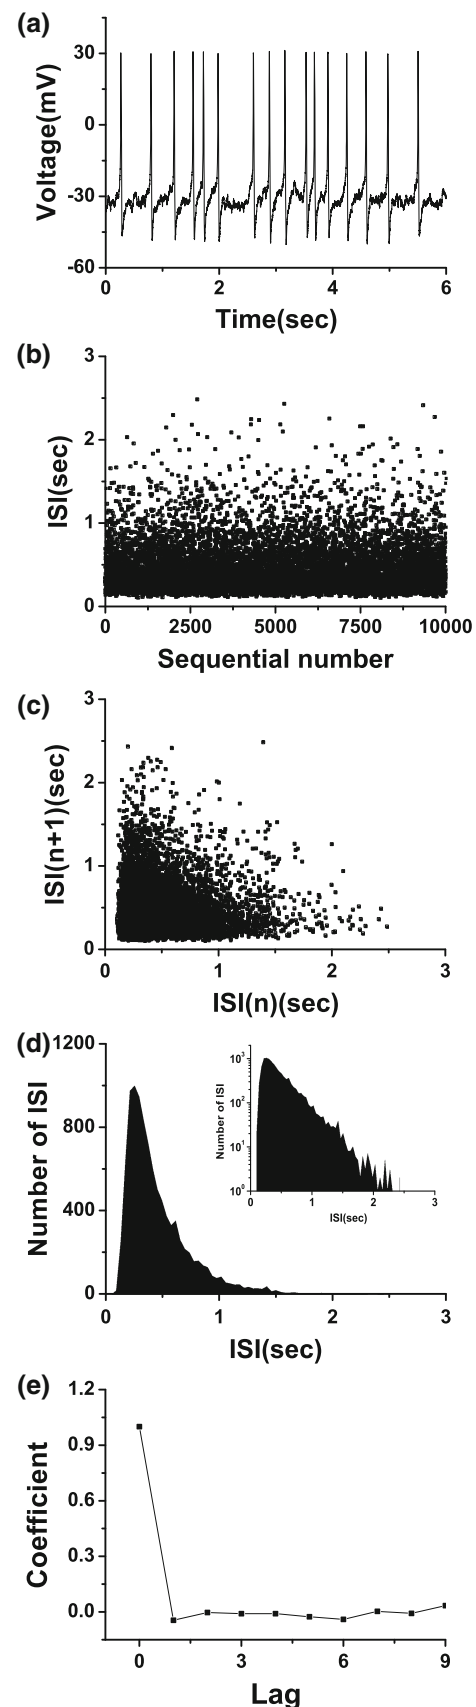 (a)
30
0
-30
-60
Voltage(mV)
0 2 4 6
Time(sec)
(b)
3
2
1
0
ISI(sec)
0 2500 5000 7500 10000
Sequential number
(c)
3
2
1
0
ISI(n+1)(sec)
0 1 2 3
ISI(n)(sec)
(d)
1200
800
400
0
Number of ISI
10³
10²
10¹
10⁰
Number of ISI
0 1 2 3
ISI(sec)
0 1 2 3
ISI(sec)
(e)
1.2
0.9
0.6
0.3
0.0
Coefficient
0 3 6 9
Lag